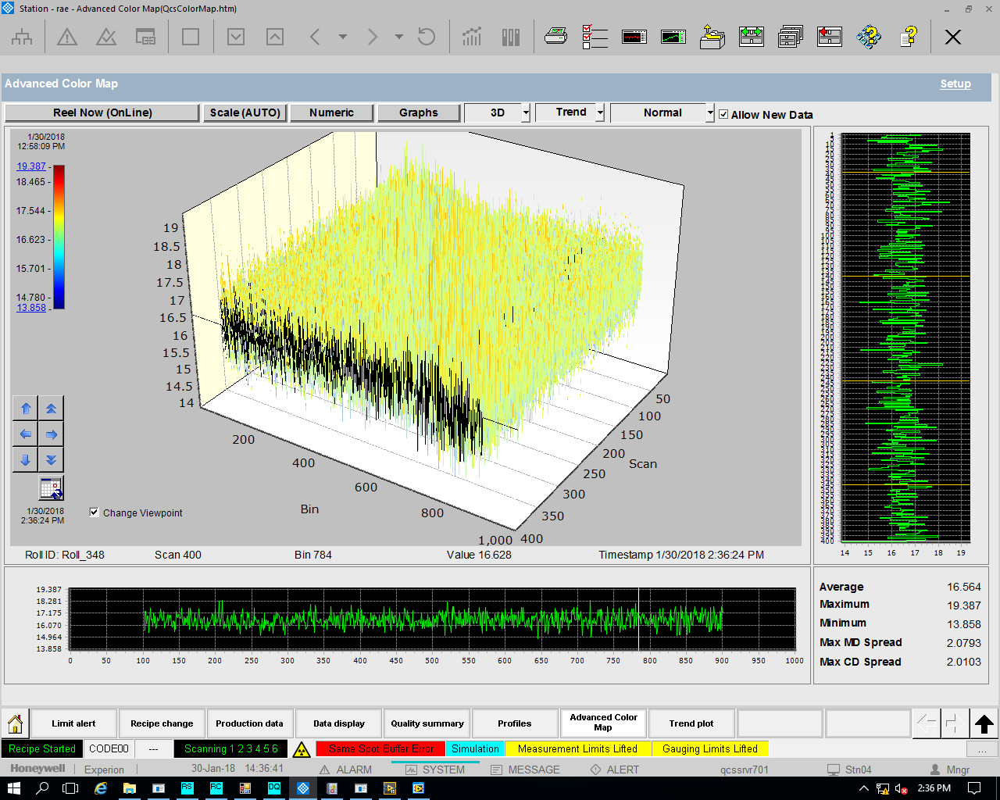 Station - rae - Advanced Color Map(QcsColorMap.htm)
Advanced Color Map
Setup
Reel Now (OnLine)
Scale (AUTO)
Numeric
Graphs
3D
Trend
Normal
Allow New Data
1/30/2018
12:58:09 PM
19.387
18.465
17.544
16.623
15.701
14.780
13.858
19
18.5
18
17.5
17
16.5
16
15.5
15
14.5
14
200
400
600
800
1,000
Bin
50
100
150
200
250
300
350
400
Scan
1/30/2018
2:36:24 PM
Change Viewpoint
Roll ID: Roll_348
Scan 400
Bin 784
Value 16.628
Timestamp 1/30/2018 2:36:24 PM
14 15 16 17 18 19
19.387
18.281
17.175
16.070
14.964
13.858
0 50 100 150 200 250 300 350 400 450 500 550 600 650 700 750 800 850 900 950 1000
Average 16.564
Maximum 19.387
Minimum 13.858
Max MD Spread 2.0793
Max CD Spread 2.0103
Limit alert
Recipe change
Production data
Data display
Quality summary
Profiles
Advanced Color
Map
Trend plot
Recipe Started
CODE00
---
Scanning 1 2 3 4 5 6
Same Spot Buffer Error
Simulation
Measurement Limits Lifted
Gauging Limits Lifted
...
Honeywell
Experion
30-Jan-18 14:36:41
ALARM
SYSTEM
MESSAGE
ALERT
qcssrvr701
Stn04
Mngr
RS
RC
DQ
2:36 PM